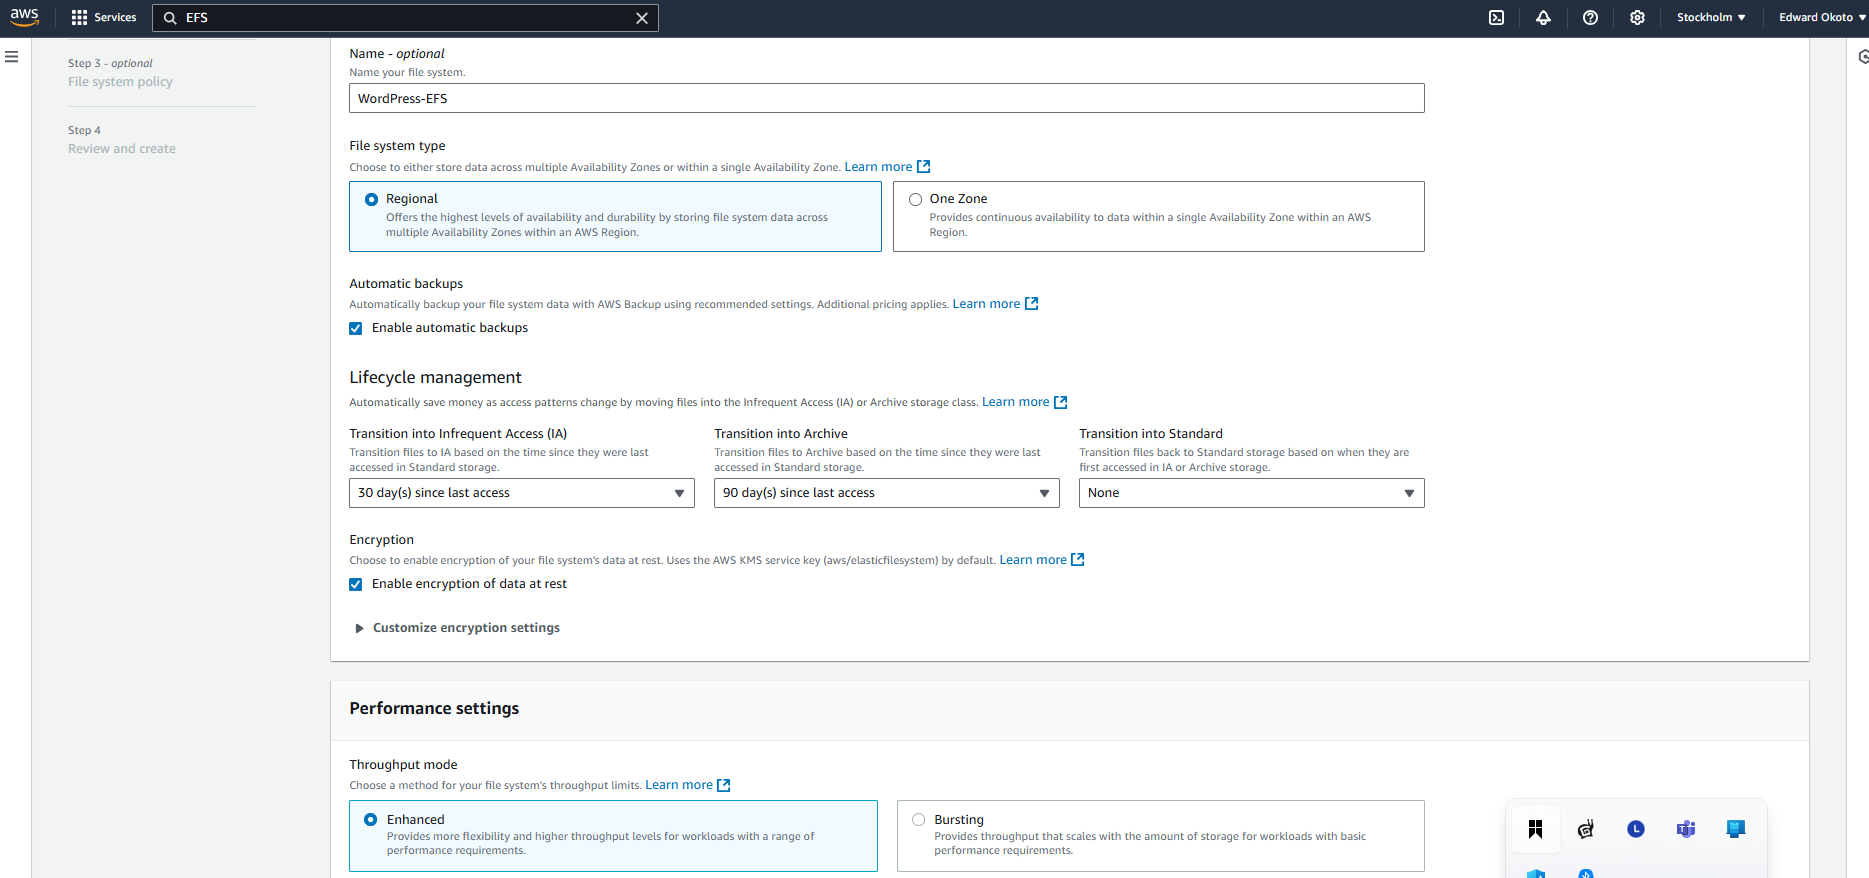 aws
Services
EFS
Stockholm
Edward Okoto
Step 3 - optional
File system policy
Step 4
Review and create
Name - optional
Name your file system.
WordPress-EFS
File system type
Choose to either store data across multiple Availability Zones or within a single Availability Zone. Learn more
Regional
Offers the highest levels of availability and durability by storing file system data across
multiple Availability Zones within an AWS Region.
One Zone
Provides continuous availability to data within a single Availability Zone within an AWS
Region.
Automatic backups
Automatically backup your file system data with AWS Backup using recommended settings. Additional pricing applies. Learn more
Enable automatic backups
Lifecycle management
Automatically save money as access patterns change by moving files into the Infrequent Access (IA) or Archive storage class. Learn more
Transition into Infrequent Access (IA)
Transition files to IA based on the time since they were last
accessed in Standard storage.
30 day(s) since last access
Transition into Archive
Transition files to Archive based on the time since they were last
accessed in Standard storage.
90 day(s) since last access
Transition into Standard
Transition files back to Standard storage based on when they are
first accessed in IA or Archive storage.
None
Encryption
Choose to enable encryption of your file system's data at rest. Uses the AWS KMS service key (aws/elasticfilesystem) by default. Learn more
Enable encryption of data at rest
Customize encryption settings
Performance settings
Throughput mode
Choose a method for your file system's throughput limits. Learn more
Enhanced
Provides more flexibility and higher throughput levels for workloads with a range of
performance requirements.
Bursting
Provides throughput that scales with the amount of storage for workloads with basic
performance requirements.
L